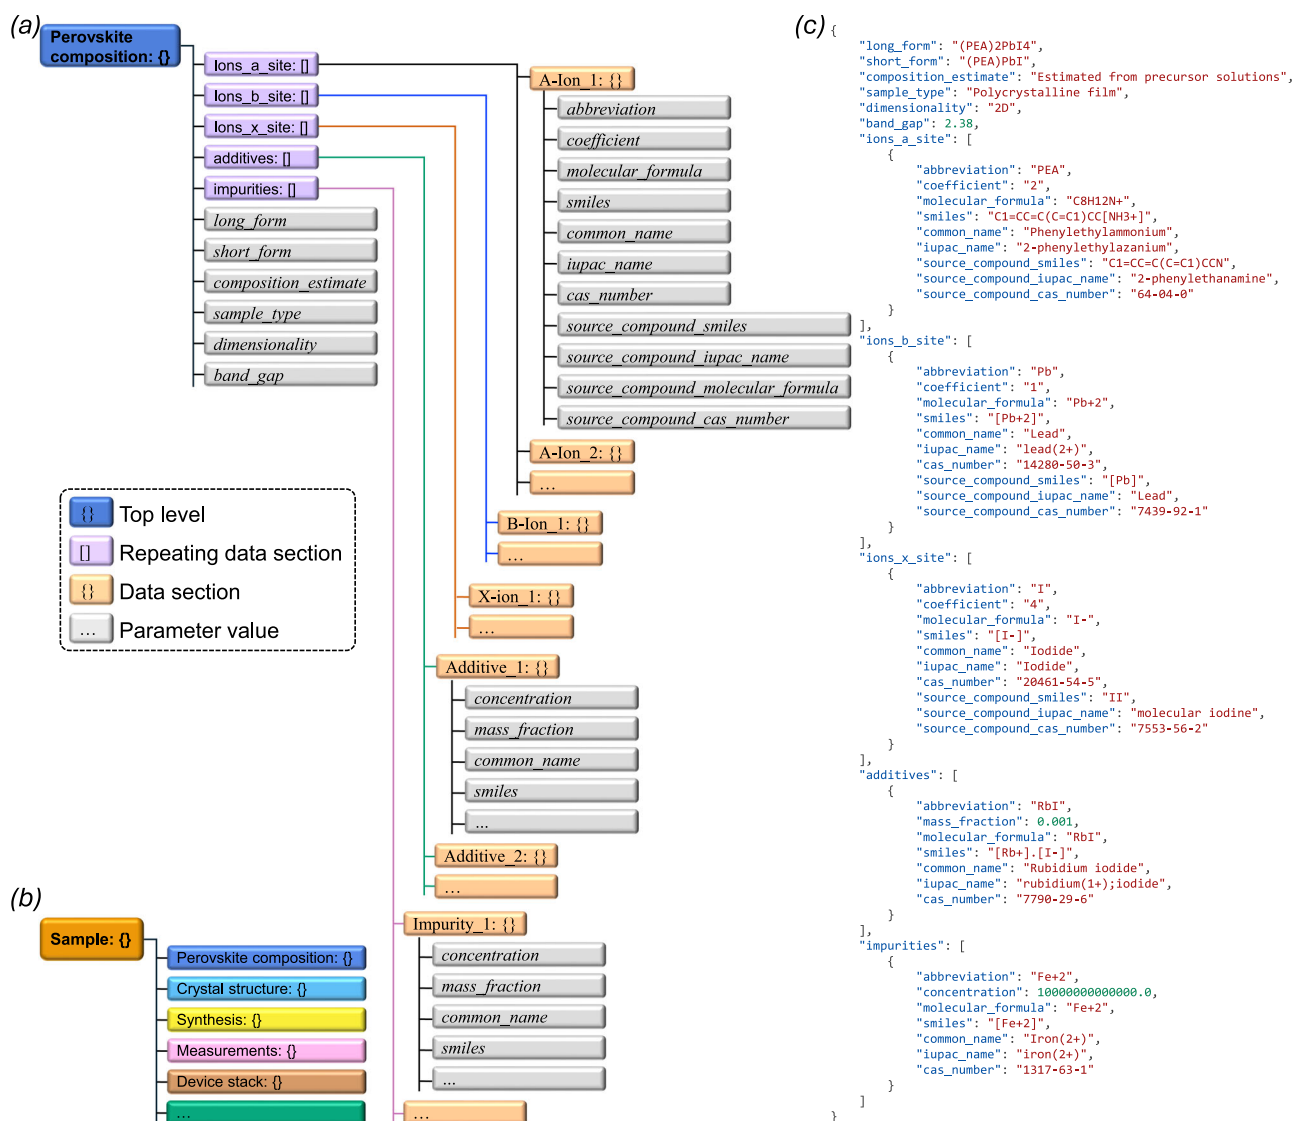 (a)
Perovskite
composition: {}
Ions_a_site: []
Ions_b_site: []
Ions_x_site: []
additives: []
impurities: []
long_form
short_form
composition_estimate
sample_type
dimensionality
band_gap
A-Ion_1: {}
abbreviation
coefficient
molecular_formula
smiles
common_name
iupac_name
cas_number
source_compound_smiles
source_compound_iupac_name
source_compound_molecular_formula
source_compound_cas_number
A-Ion_2: {}
...
B-Ion_1: {}
...
X-ion_1: {}
...
Additive_1: {}
concentration
mass_fraction
common_name
smiles
...
Additive_2: {}
...
Impurity_1: {}
concentration
mass_fraction
common_name
smiles
...
...
{} Top level
[] Repeating data section
{} Data section
... Parameter value
(b)
Sample: {}
Perovskite composition: {}
Crystal structure: {}
Synthesis: {}
Measurements: {}
Device stack: {}
...
(c)
{
"long_form": "(PEA)2PbI4",
"short_form": "(PEA)PbI",
"composition_estimate": "Estimated from precursor solutions",
"sample_type": "Polycrystalline film",
"dimensionality": "2D",
"band_gap": 2.38,
"ions_a_site": [
{
"abbreviation": "PEA",
"coefficient": "2",
"molecular_formula": "C8H12N+",
"smiles": "C1=CC=C(C=C1)CC[NH3+]",
"common_name": "Phenylethylammonium",
"iupac_name": "2-phenylethylazanium",
"source_compound_smiles": "C1=CC=C(C=C1)CCN",
"source_compound_iupac_name": "2-phenylethanamine",
"source_compound_cas_number": "64-04-0"
}
],
"ions_b_site": [
{
"abbreviation": "Pb",
"coefficient": "1",
"molecular_formula": "Pb+2",
"smiles": "[Pb+2]",
"common_name": "Lead",
"iupac_name": "lead(2+)",
"cas_number": "14280-50-3",
"source_compound_smiles": "[Pb]",
"source_compound_iupac_name": "Lead",
"source_compound_cas_number": "7439-92-1"
}
],
"ions_x_site": [
{
"abbreviation": "I",
"coefficient": "4",
"molecular_formula": "I-",
"smiles": "[I-]",
"common_name": "Iodide",
"iupac_name": "Iodide",
"cas_number": "20461-54-5",
"source_compound_smiles": "II",
"source_compound_iupac_name": "molecular iodine",
"source_compound_cas_number": "7553-56-2"
}
],
"additives": [
{
"abbreviation": "RbI",
"mass_fraction": 0.001,
"molecular_formula": "RbI",
"smiles": "[Rb+].[I-]",
"common_name": "Rubidium iodide",
"iupac_name": "rubidium(1+);iodide",
"cas_number": "7790-29-6"
}
],
"impurities": [
{
"abbreviation": "Fe+2",
"concentration": 10000000000000.0,
"molecular_formula": "Fe+2",
"smiles": "[Fe+2]",
"common_name": "Iron(2+)",
"iupac_name": "iron(2+)",
"cas_number": "1317-63-1"
}
]
}